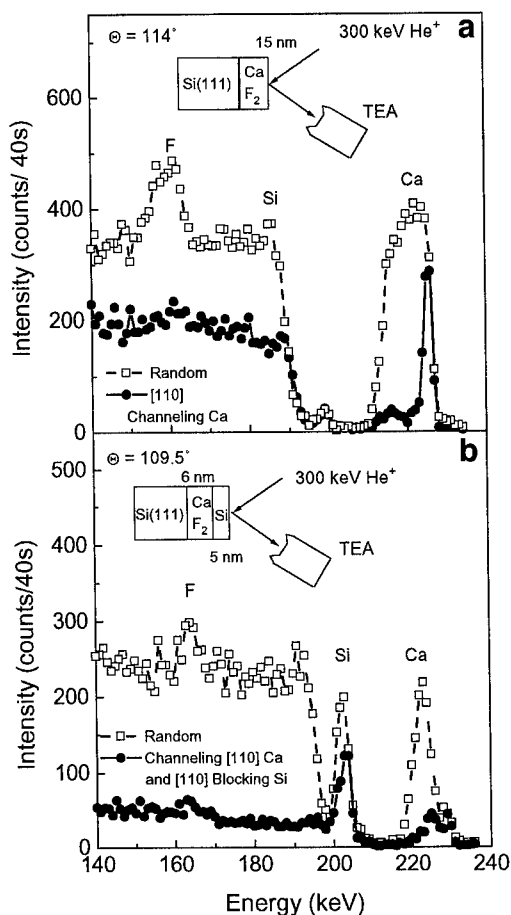 a
Θ = 114°
15 nm
300 keV He+
Si(111)
Ca
F2
TEA
F
Si
Ca
600
400
200
0
Intensity (counts/ 40s)
Random
[110]
Channeling Ca
b
Θ = 109.5°
6 nm
300 keV He+
Si(111)
Ca
F2
Si
5 nm
TEA
F
Si
Ca
500
400
300
200
100
0
Intensity (counts/40s)
Random
Channeling [110] Ca
and [110] Blocking Si
140 160 180 200 220 240
Energy (keV)